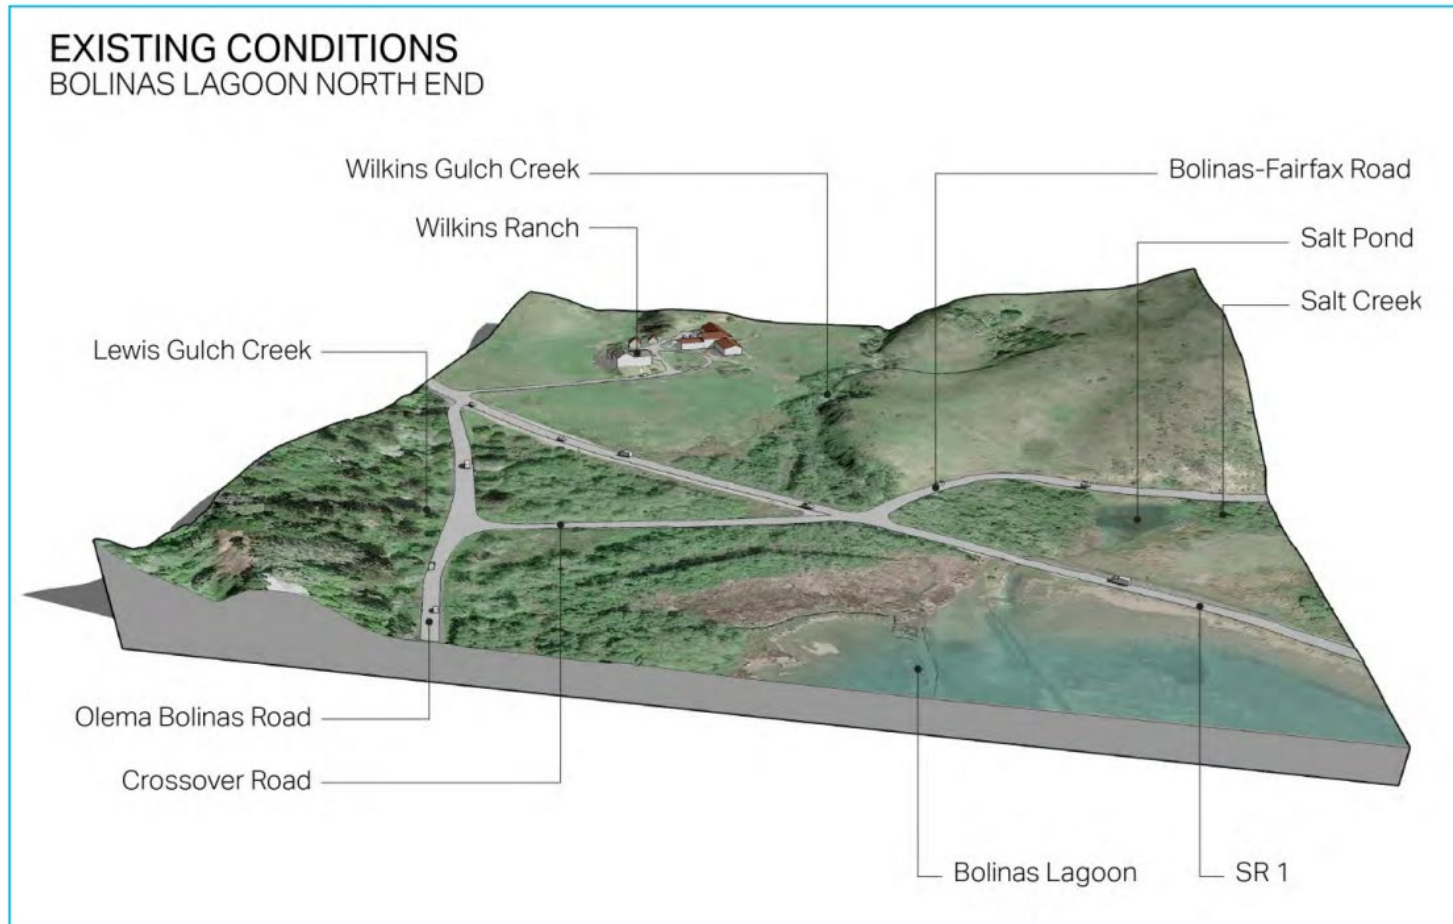 EXISTING CONDITIONS
BOLINAS LAGOON NORTH END
Wilkins Gulch Creek
Bolinas-Fairfax Road
Wilkins Ranch
Salt Pond
Salt Creek
Lewis Gulch Creek
Olema Bolinas Road
Crossover Road
Bolinas Lagoon
SR 1